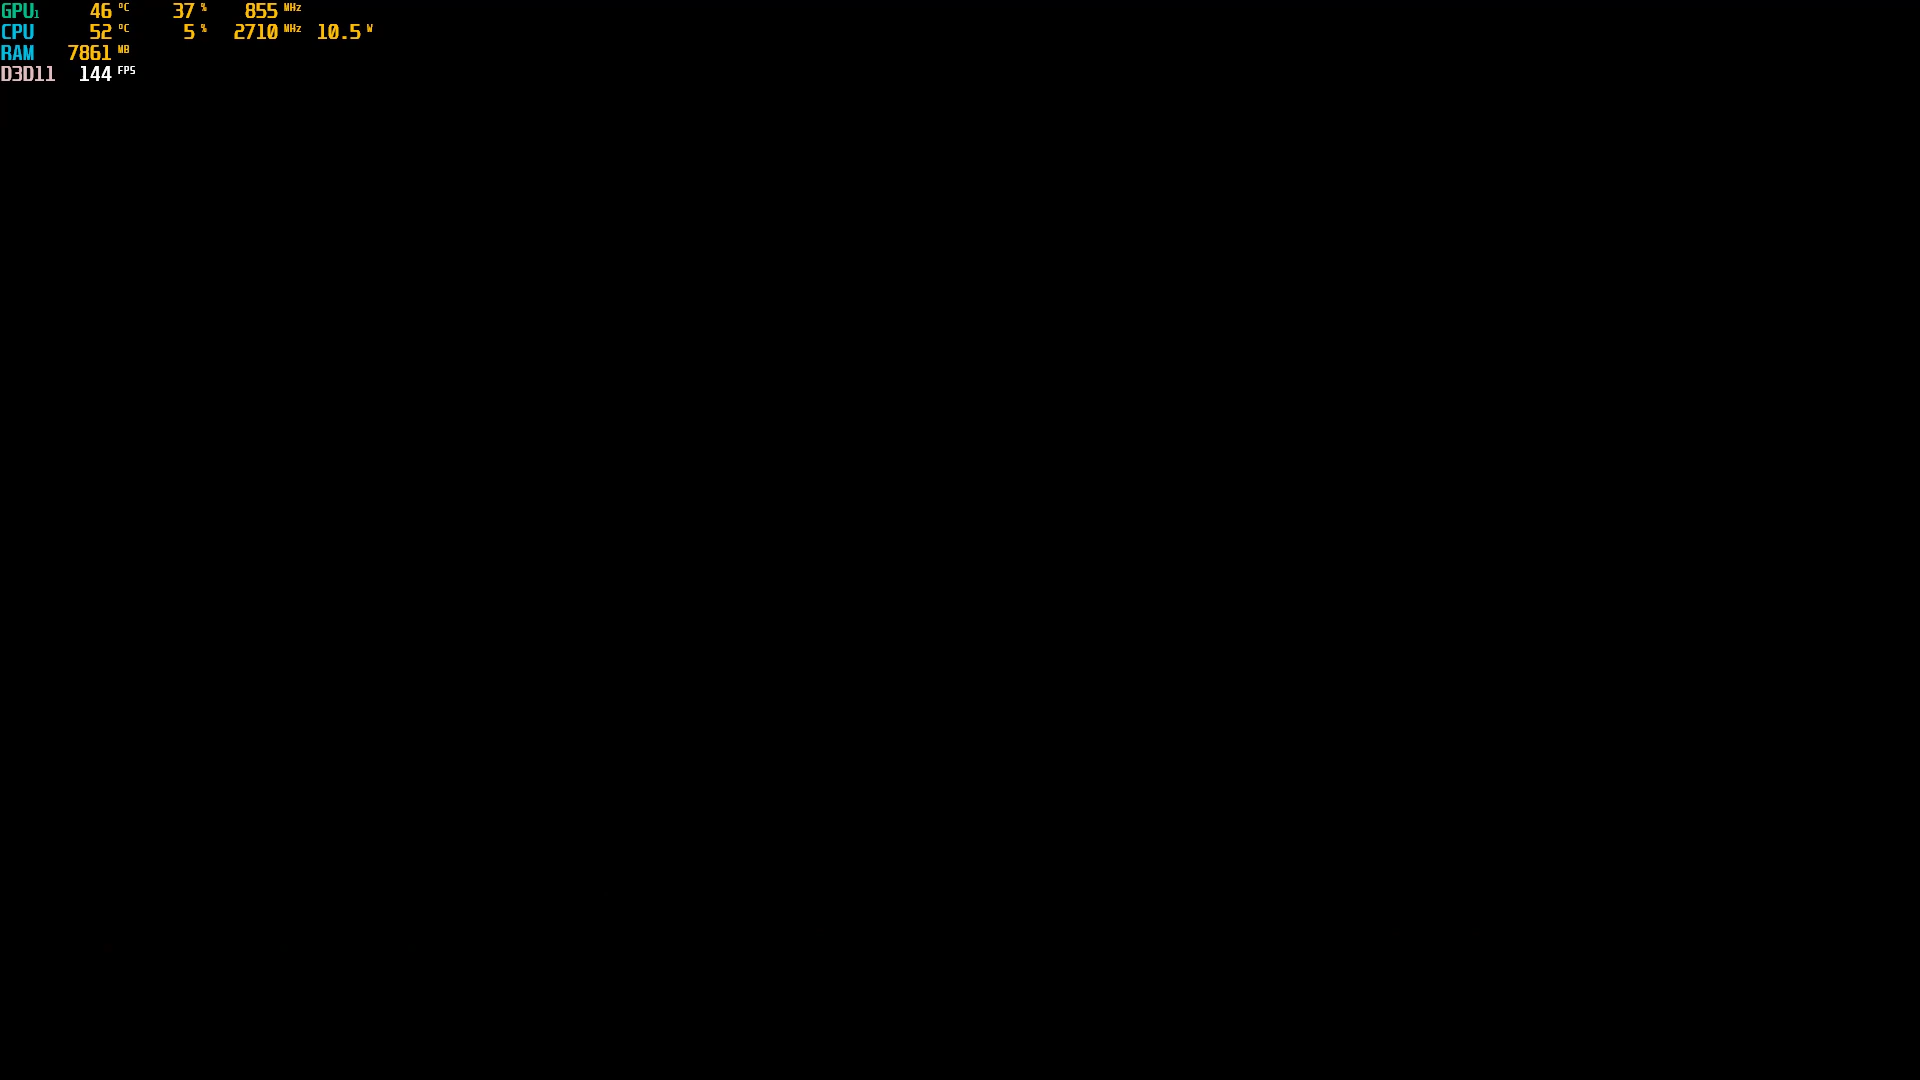 GPU1 46 °C 37 % 855 MHz
CPU 52 °C 5 % 2710 MHz 10.5 W
RAM 7861 MB
D3D11 144 FPS